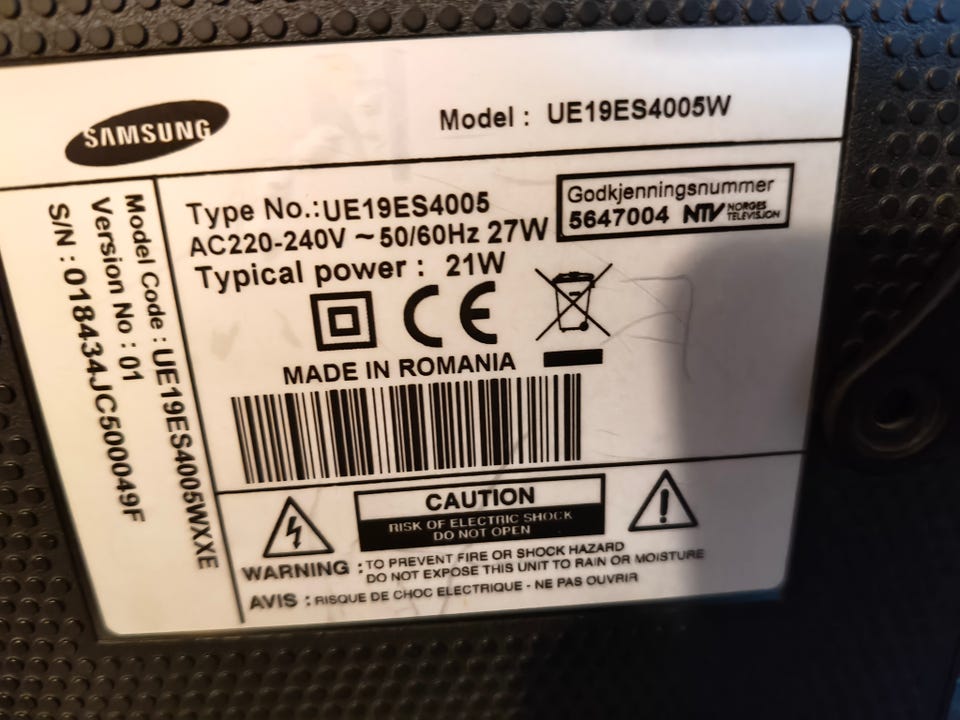 SAMSUNG
Model : UE19ES4005W
Model Code : UE19ES4005WXXE
Version No : 01
S/N : 018434JC500049F
Type No.:UE19ES4005
AC220-240V ~ 50/60Hz 27W
Typical power : 21W
Godkjenningsnummer
5647004 NTV NORGES
TELEVISJON
CE
MADE IN ROMANIA
CAUTION
RISK OF ELECTRIC SHOCK
DO NOT OPEN
WARNING : TO PREVENT FIRE OR SHOCK HAZARD
DO NOT EXPOSE THIS UNIT TO RAIN OR MOISTURE
AVIS : RISQUE DE CHOC ELECTRIQUE - NE PAS OUVRIR